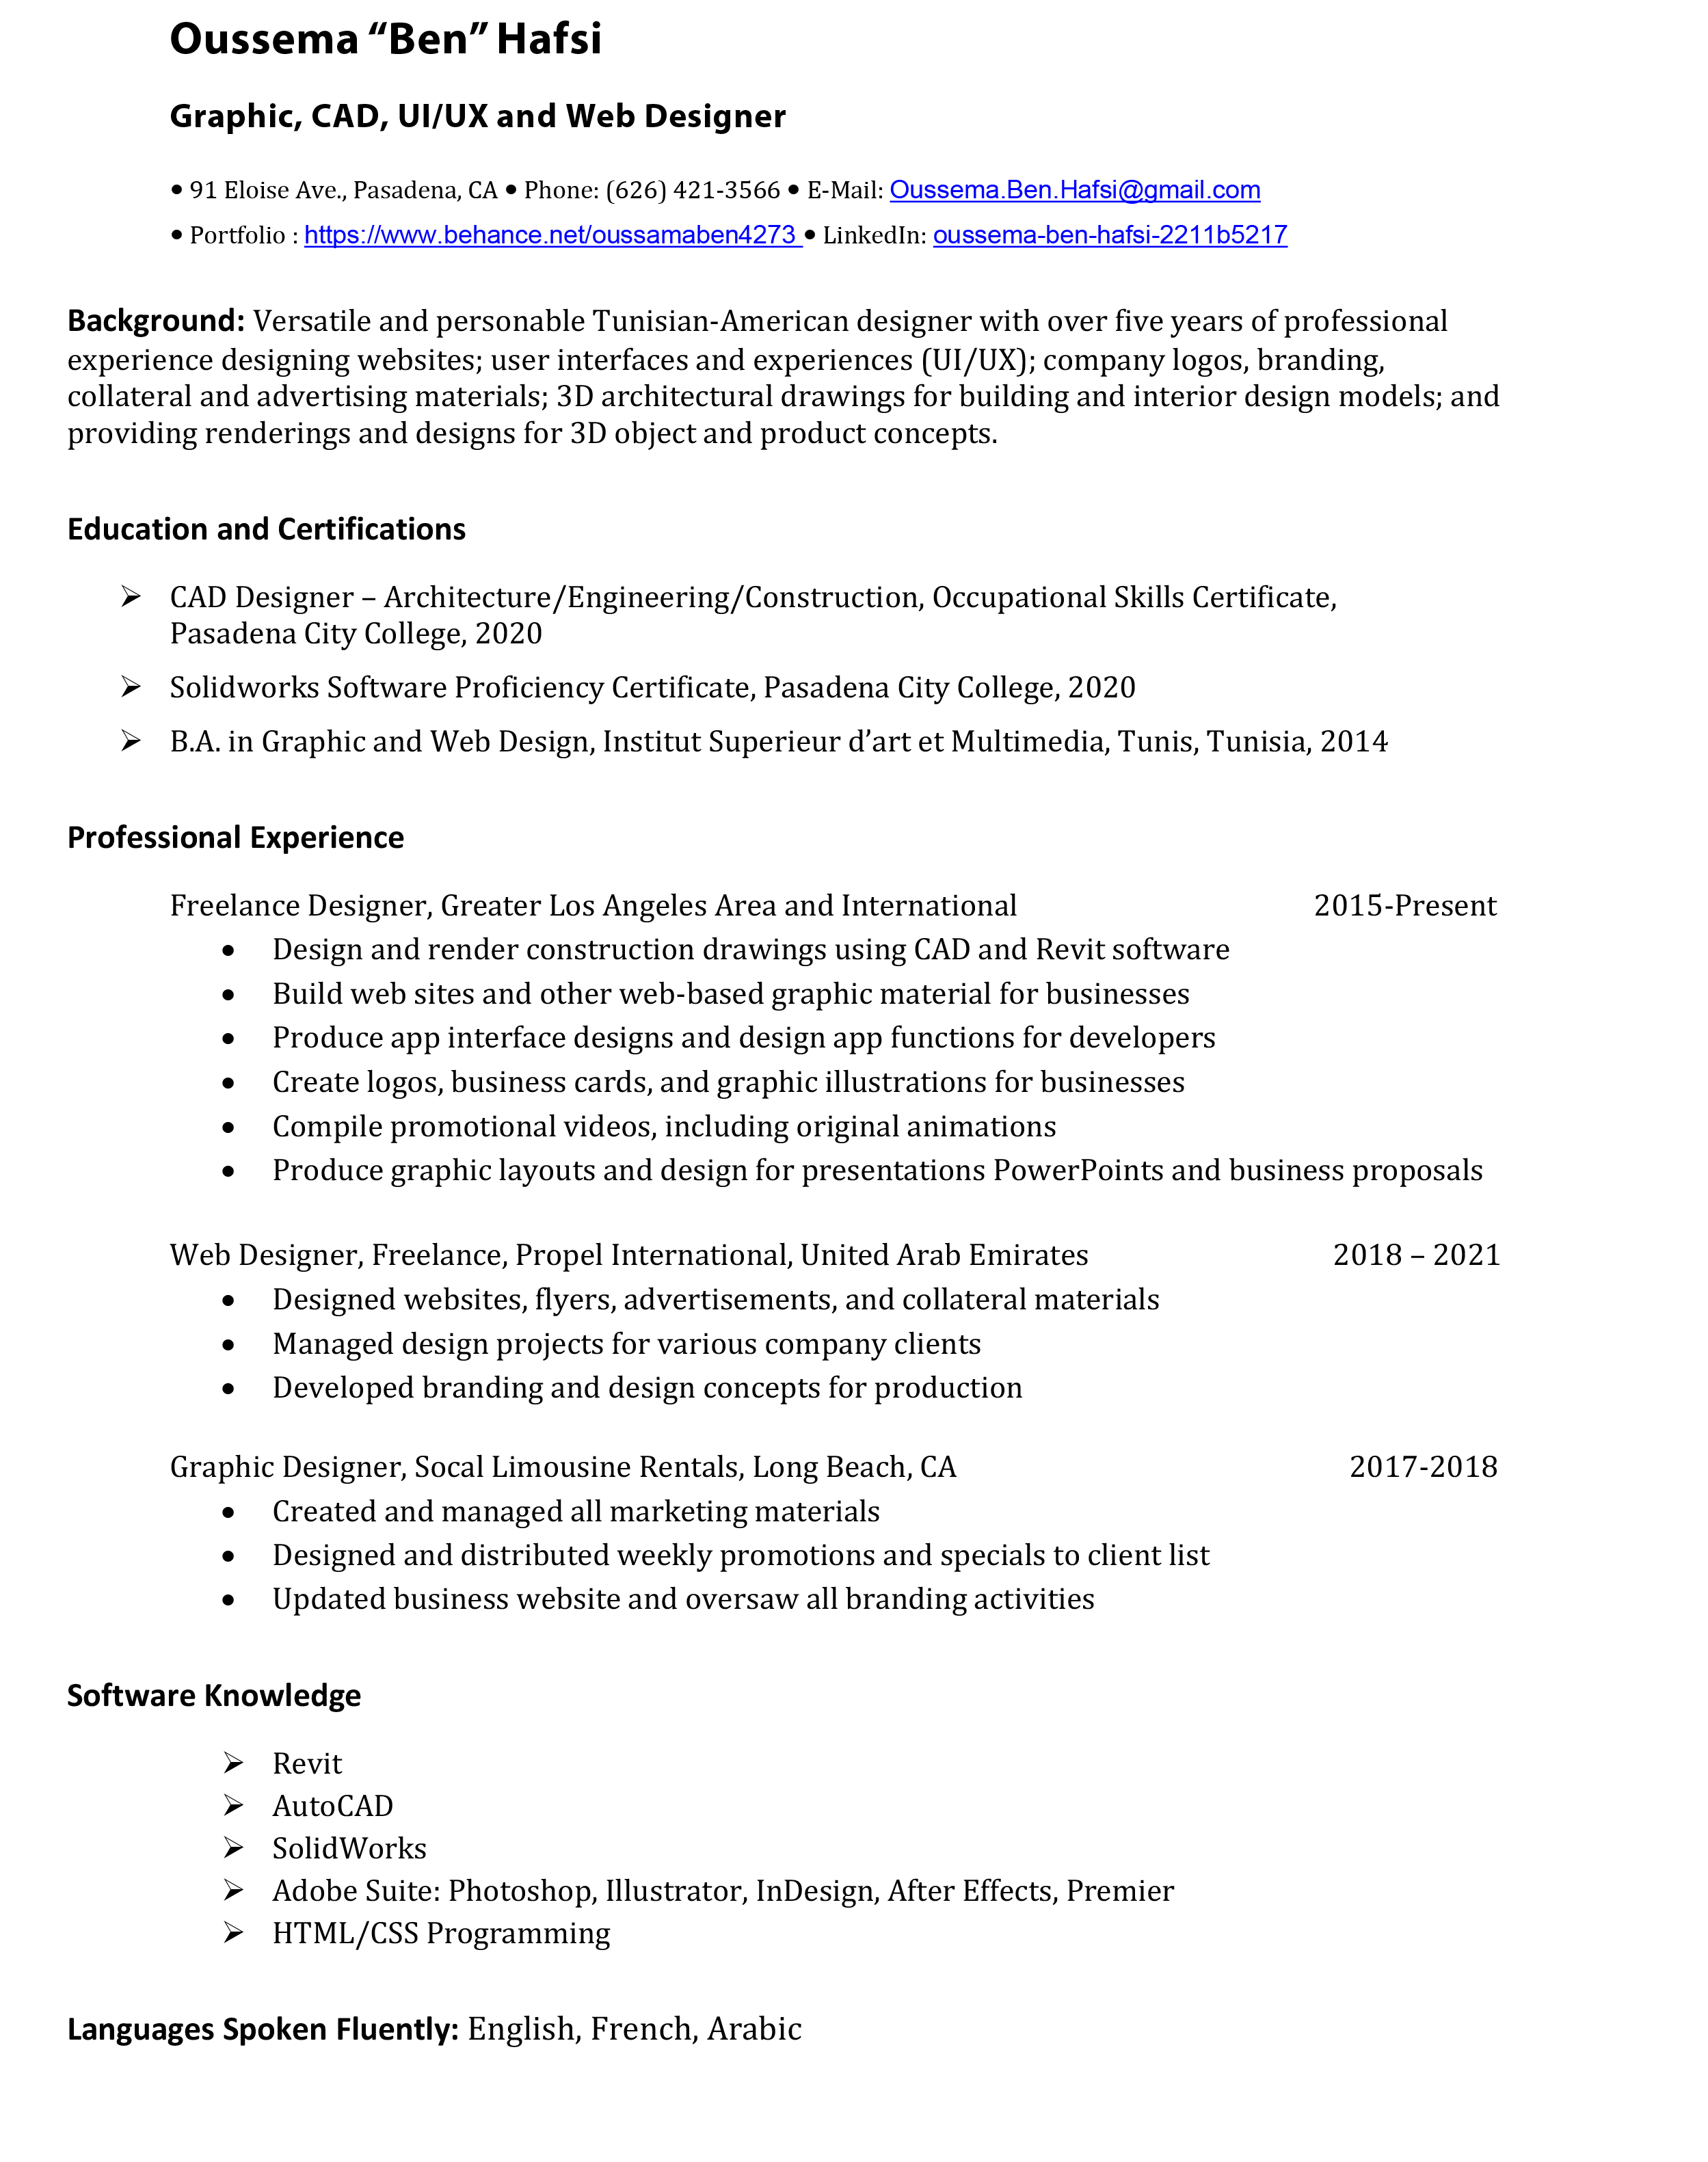 Oussema “Ben” Hafsi
Graphic, CAD, UI/UX and Web Designer
• 91 Eloise Ave., Pasadena, CA • Phone: (626) 421-3566 • E-Mail: Oussema.Ben.Hafsi@gmail.com
• Portfolio : https://www.behance.net/oussamaben4273 • LinkedIn: oussema-ben-hafsi-2211b5217
Background: Versatile and personable Tunisian-American designer with over five years of professional
experience designing websites; user interfaces and experiences (UI/UX); company logos, branding,
collateral and advertising materials; 3D architectural drawings for building and interior design models; and
providing renderings and designs for 3D object and product concepts.
Education and Certifications
➢ CAD Designer – Architecture/Engineering/Construction, Occupational Skills Certificate,
Pasadena City College, 2020
➢ Solidworks Software Proficiency Certificate, Pasadena City College, 2020
➢ B.A. in Graphic and Web Design, Institut Superieur d’art et Multimedia, Tunis, Tunisia, 2014
Professional Experience
Freelance Designer, Greater Los Angeles Area and International 2015-Present
• Design and render construction drawings using CAD and Revit software
• Build web sites and other web-based graphic material for businesses
• Produce app interface designs and design app functions for developers
• Create logos, business cards, and graphic illustrations for businesses
• Compile promotional videos, including original animations
• Produce graphic layouts and design for presentations PowerPoints and business proposals
Web Designer, Freelance, Propel International, United Arab Emirates 2018 – 2021
• Designed websites, flyers, advertisements, and collateral materials
• Managed design projects for various company clients
• Developed branding and design concepts for production
Graphic Designer, Socal Limousine Rentals, Long Beach, CA 2017-2018
• Created and managed all marketing materials
• Designed and distributed weekly promotions and specials to client list
• Updated business website and oversaw all branding activities
Software Knowledge
➢ Revit
➢ AutoCAD
➢ SolidWorks
➢ Adobe Suite: Photoshop, Illustrator, InDesign, After Effects, Premier
➢ HTML/CSS Programming
Languages Spoken Fluently: English, French, Arabic